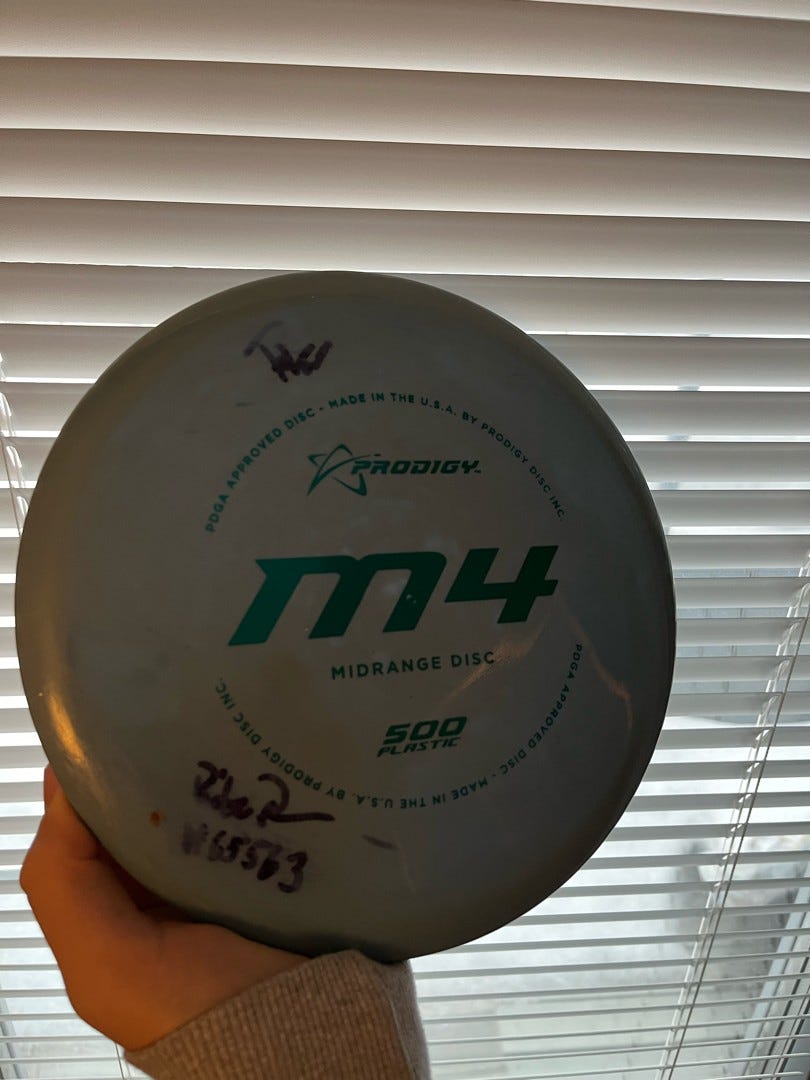 PDGA APPROVED DISC - MADE IN THE U.S.A. BY PRODIGY DISC INC.
PRODIGY™
M4
MIDRANGE DISC
500
PLASTIC
PDGA APPROVED DISC - MADE IN THE U.S.A. BY PRODIGY DISC INC.
#65563